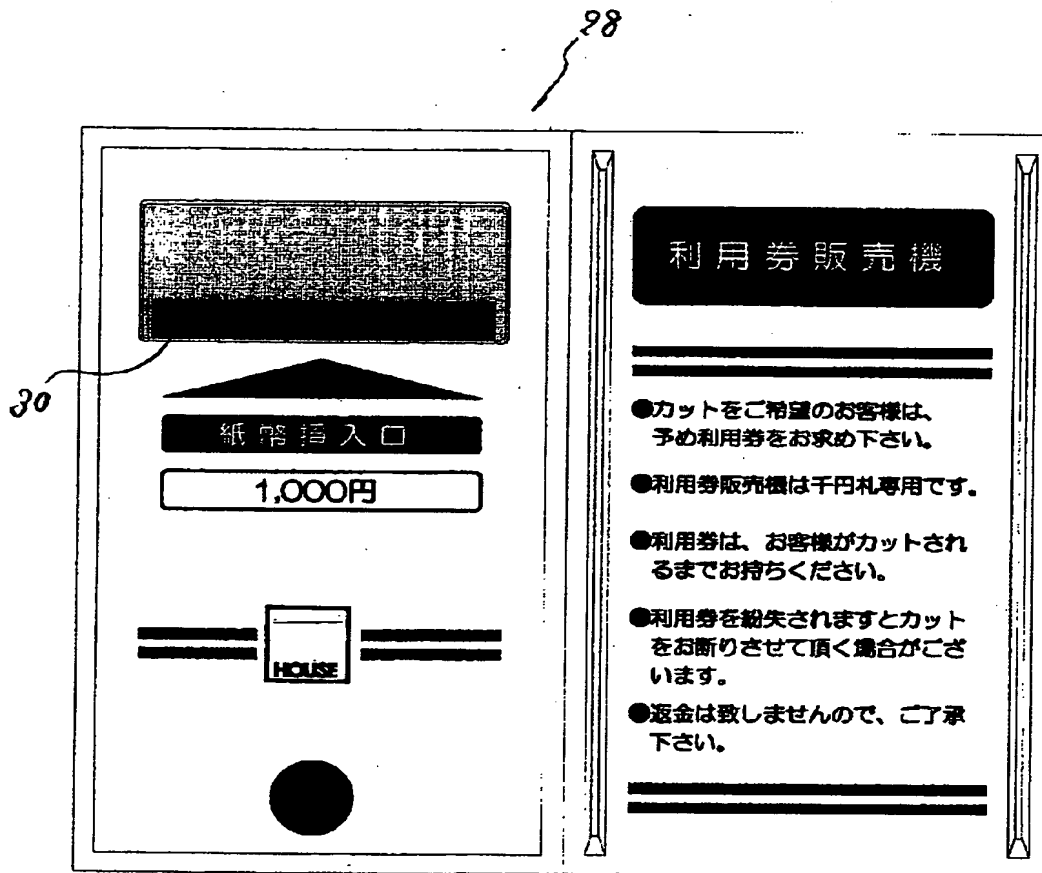 28
30
紙幣挿入口
1,000円
HOUSE
利用券販売機
●カットをご希望のお客様は、
予め利用券をお求め下さい。
●利用券販売機は千円札専用です。
●利用券は、お客様がカットされ
るまでお持ちください。
●利用券を紛失されますとカット
をお断りさせて頂く場合がござ
います。
●返金は致しませんので、ご了承
下さい。